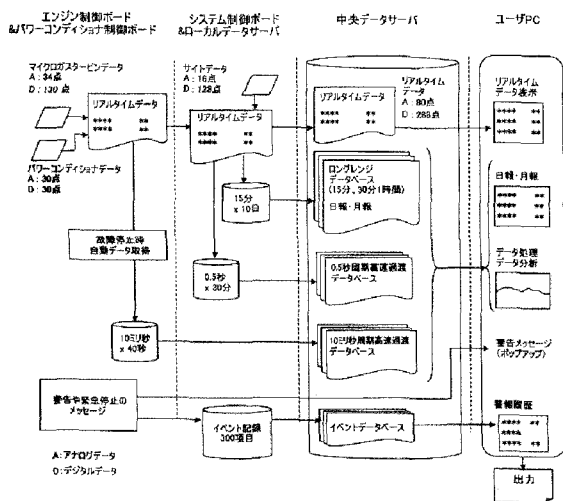 エンジン制御ボード
&パワーコンディショナ制御ボード
システム制御ボード
&ローカルデータサーバ
中央データサーバ
ユーザPC
マイクロガスタービンデータ
A : 34点
D : 130 点
リアルタイムデータ
**** **
**** **
パワーコンディショナデータ
A : 30点
D : 30点
サイトデータ
A : 16点
D : 128点
リアルタイムデータ
**** **
**** **
リアルタイムデータ
**** **
**** **
リアルタイム
データ
A : 80点
D : 288点
リアルタイム
データ表示
**** **
**** **
**** **
15分
x 10日
ロングレンジ
データベース
(15分、30分1時間)
日報・月報
日報・月報
**** **
**** **
**** **
故障停止時
自動データ取得
0.5秒
x 30分
0.5秒周期高速過渡
データベース
データ処理
データ分析
10ミリ秒
x 40秒
10ミリ秒周期高速過渡
データベース
警告メッセージ
(ポップアップ)
警告や緊急停止の
メッセージ
イベント記録
300項目
イベントデータベース
警報履歴
**** **
****
**** **
A : アナログデータ
D : デジタルデータ
出力